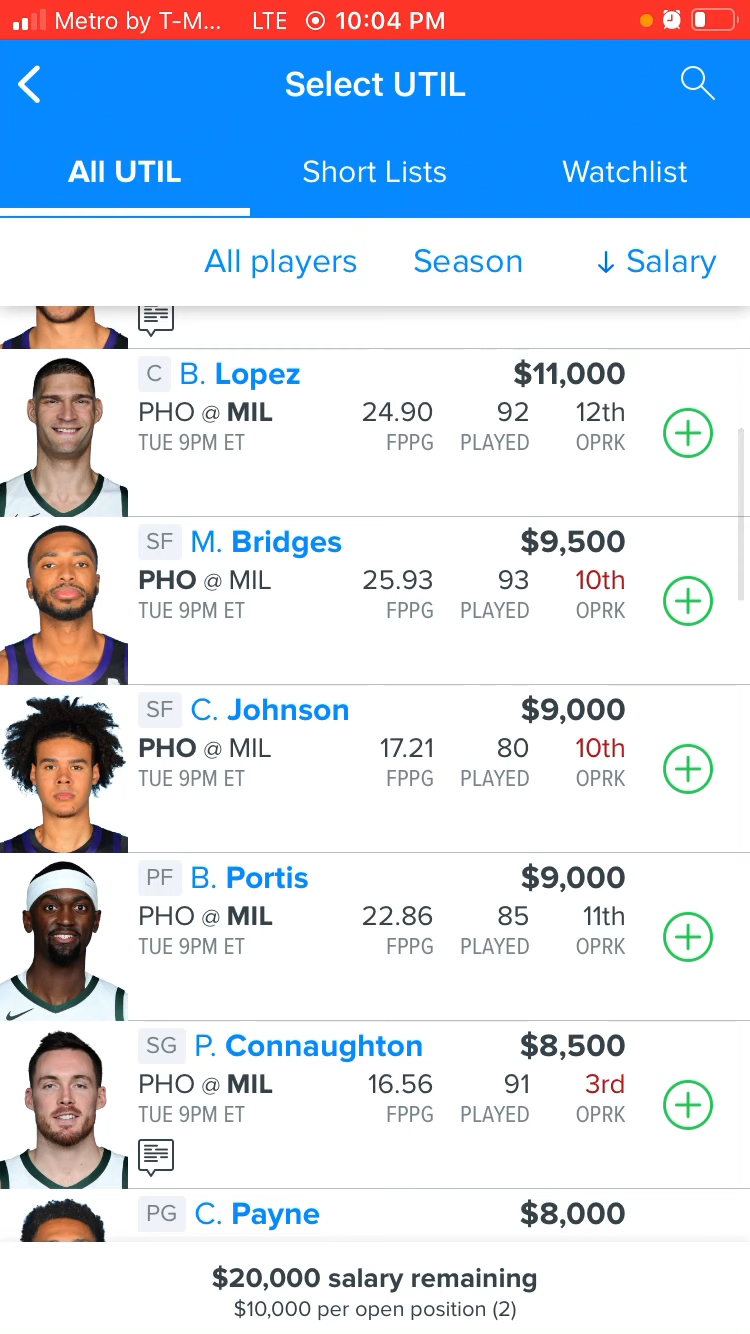 Metro by T-M... LTE 10:04 PM
Select UTIL
All UTIL Short Lists Watchlist
All players Season ↓ Salary
C B. Lopez $11,000
PHO @ MIL 24.90 92 12th
TUE 9PM ET FPPG PLAYED OPRK
SF M. Bridges $9,500
PHO @ MIL 25.93 93 10th
TUE 9PM ET FPPG PLAYED OPRK
SF C. Johnson $9,000
PHO @ MIL 17.21 80 10th
TUE 9PM ET FPPG PLAYED OPRK
PF B. Portis $9,000
PHO @ MIL 22.86 85 11th
TUE 9PM ET FPPG PLAYED OPRK
SG P. Connaughton $8,500
PHO @ MIL 16.56 91 3rd
TUE 9PM ET FPPG PLAYED OPRK
PG C. Payne $8,000
$20,000 salary remaining
$10,000 per open position (2)